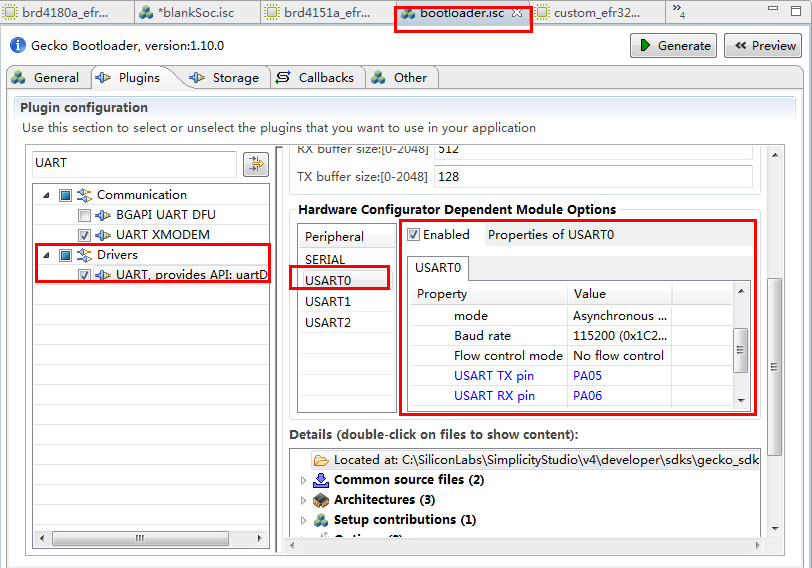 brd4180a_efr... *blankSoc.isc brd4151a_efr... bootloader.isc custom_efr32... »4
Gecko Bootloader, version:1.10.0 Generate Preview
General Plugins Storage Callbacks Other
Plugin configuration
Use this section to select or unselect the plugins that you want to use in your application
UART
Communication
BGAPI UART DFU
UART XMODEM
Drivers
UART, provides API: uartD
RX buffer size:[0-2048] 512
TX buffer size:[0-2048] 128
Hardware Configurator Dependent Module Options
Peripheral
SERIAL
USART0
USART1
USART2
Enabled Properties of USART0
USART0
Property Value
mode Asynchronous ...
Baud rate 115200 (0x1C2...
Flow control mode No flow control
USART TX pin PA05
USART RX pin PA06
Details (double-click on files to show content):
Located at: C:\SiliconLabs\SimplicityStudio\v4\developer\sdks\gecko_sdk
Common source files (2)
Architectures (3)
Setup contributions (1)